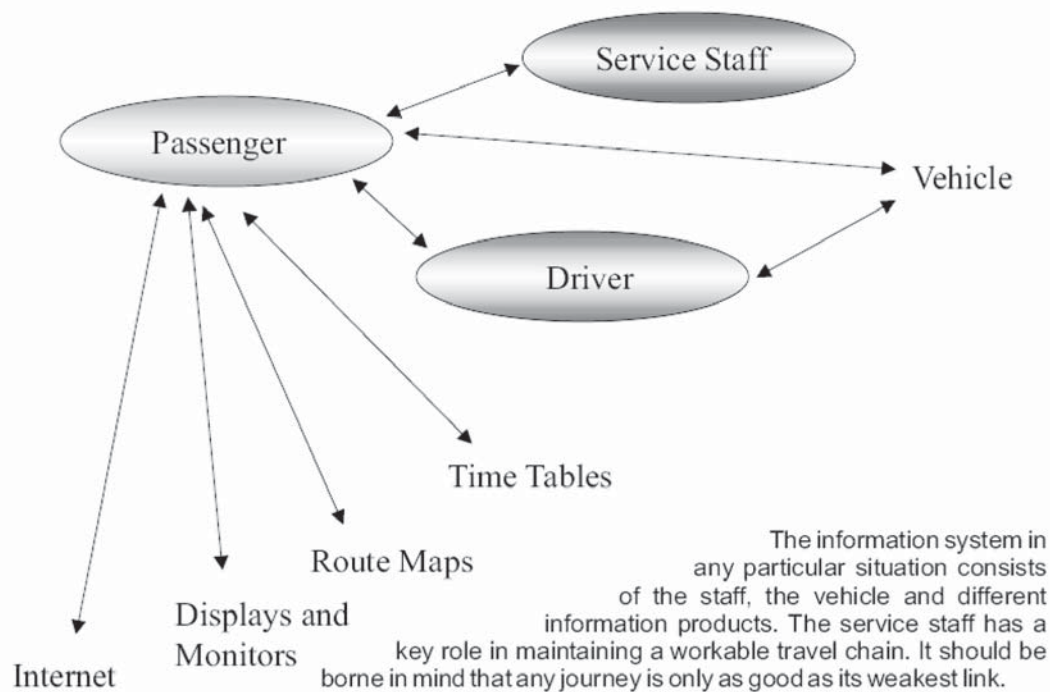 Service Staff
Passenger
Vehicle
Driver
Time Tables
Route Maps
Displays and
Monitors
Internet
The information system in
any particular situation consists
of the staff, the vehicle and different
information products. The service staff has a
key role in maintaining a workable travel chain. It should be
borne in mind that any journey is only as good as its weakest link.